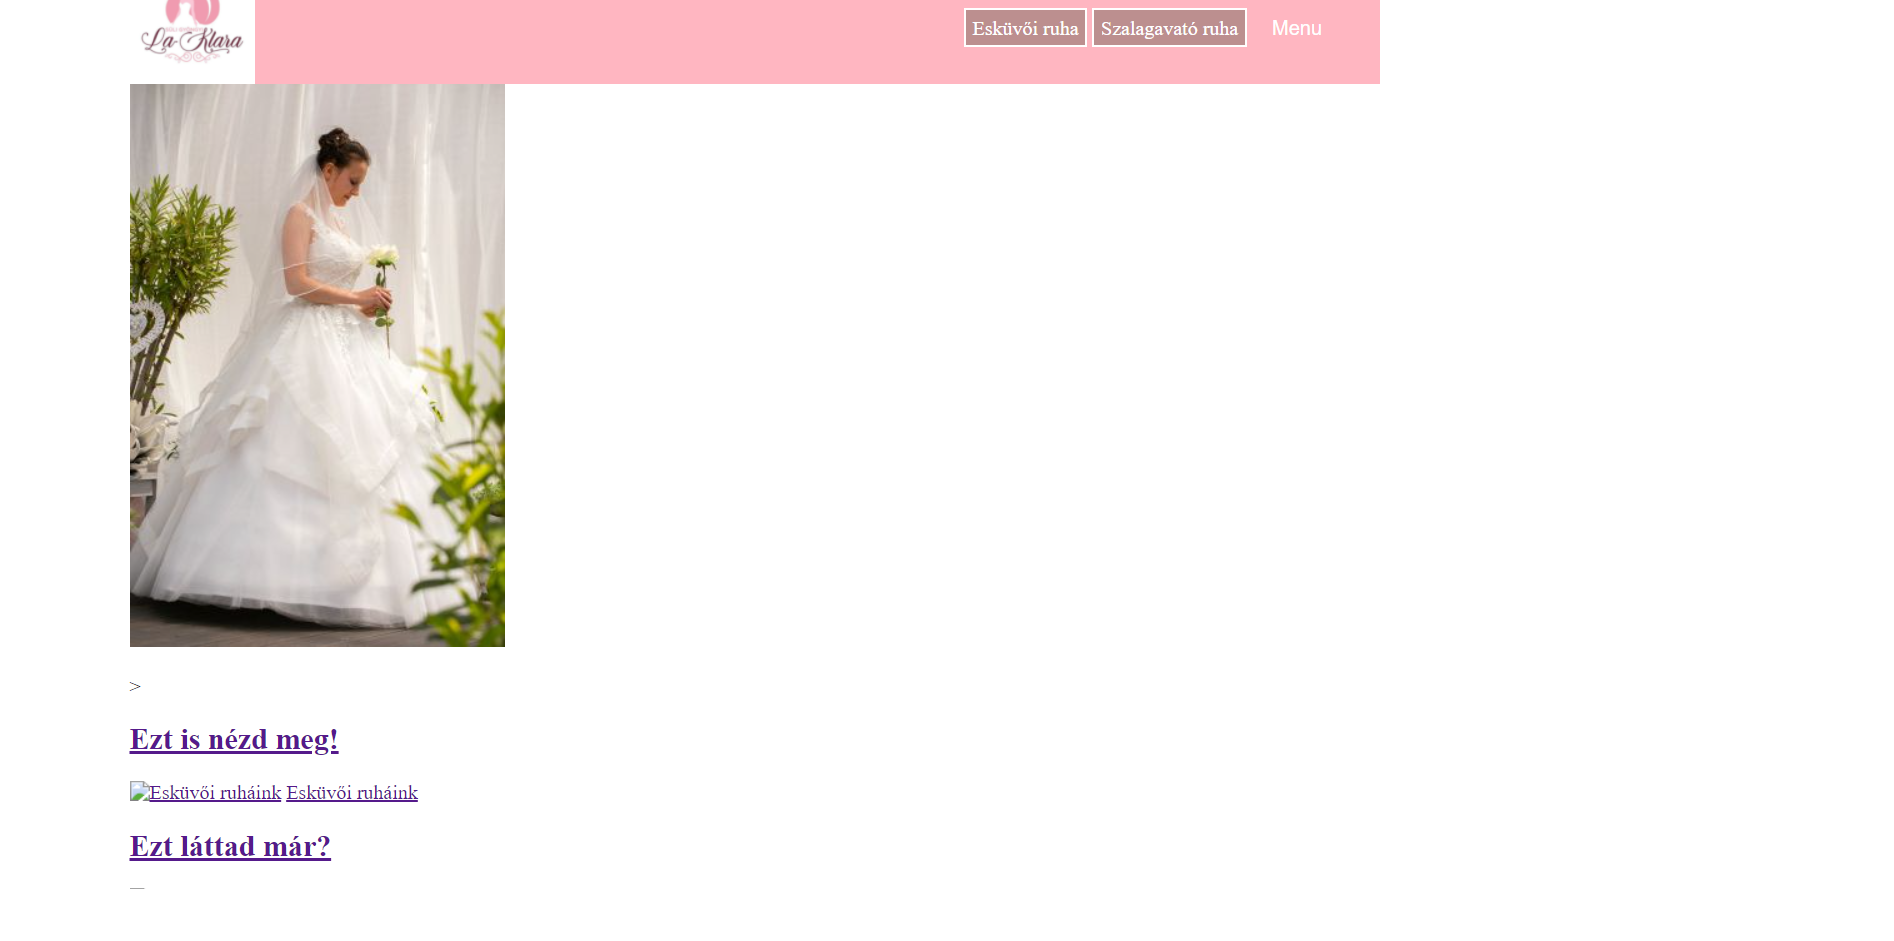 La-Klara
Esküvői ruha Szalagavató ruha Menu
>
Ezt is nézd meg!
Esküvői ruháink Esküvői ruháink
Ezt láttad már?